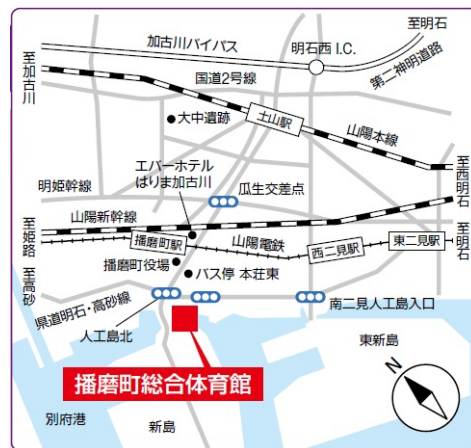 至明石
加古川バイパス
明石西I.C.
第二神明道路
至加古川
国道2号線
大中遺跡
土山駅
山陽本線
エバーホテル
はりま加古川
瓜生交差点
明姫幹線
至西明石
山陽新幹線
至姫路
播磨町駅
山陽電鉄
西二見駅
東二見駅
至明石
播磨町役場
バス停 本荘東
至高砂
県道明石・高砂線
人工島北
南二見人工島入口
東新島
播磨町総合体育館
別府港
新島
N